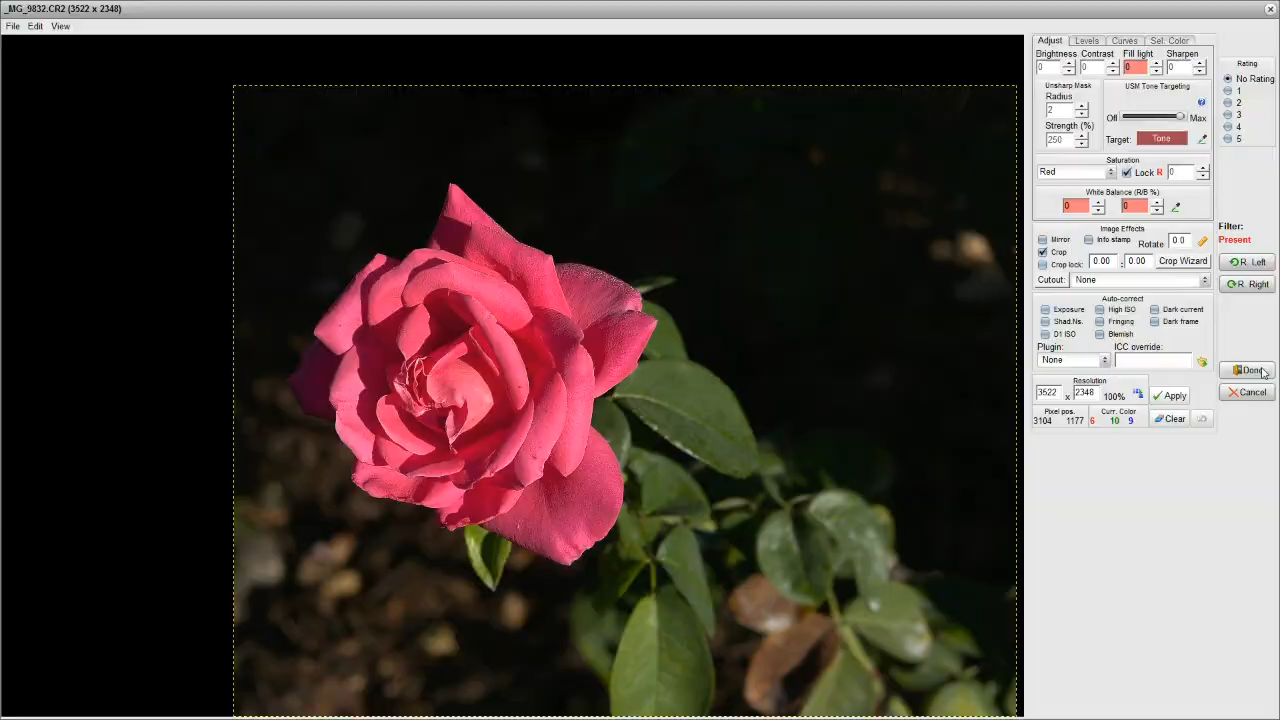 _MG_9832.CR2 (3522 x 2348)
File Edit View
Adjust Levels Curves Sel. Color
Brightness Contrast Fill light Sharpen
0 0 0 0
Unsharp Mask
Radius
2
Strength (%)
250
USM Tone Targeting
Off Max
Target: Tone
Saturation
Red Lock R 0
White Balance (R/B %)
0 0
Image Effects
Mirror Info stamp Rotate 0.0
Crop
Crop lock: 0.00 : 0.00 Crop Wizard
Cutout: None
Auto-correct
Exposure High ISO Dark current
Shad.Ns. Fringing Dark frame
D1 ISO Blemish
Plugin: ICC override:
None
Resolution
3522 x 2348 100% Apply
Pixel pos. Curr. Color
3104 1177 6 10 9 Clear
Rating
No Rating
1
2
3
4
5
Filter:
Present
R. Left
R. Right
Done
Cancel